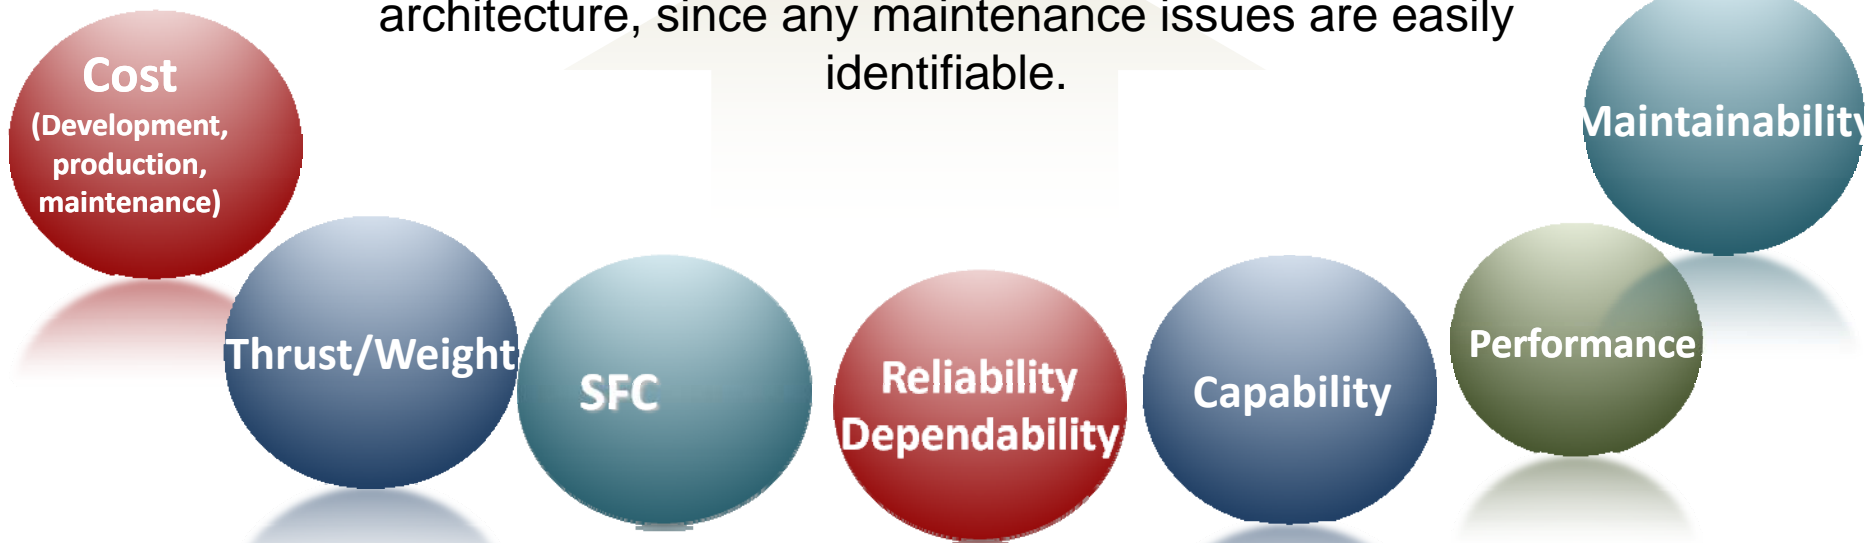 architecture, since any maintenance issues are easily
identifiable.
Cost
(Development,
production,
maintenance)
Thrust/Weight
SFC
Reliability
Dependability
Capability
Performance
Maintainability